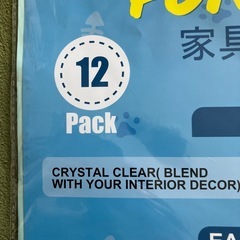 家具
12
Pack
CRYSTAL CLEAR( BLEND
WITH YOUR INTERIOR DECOR)